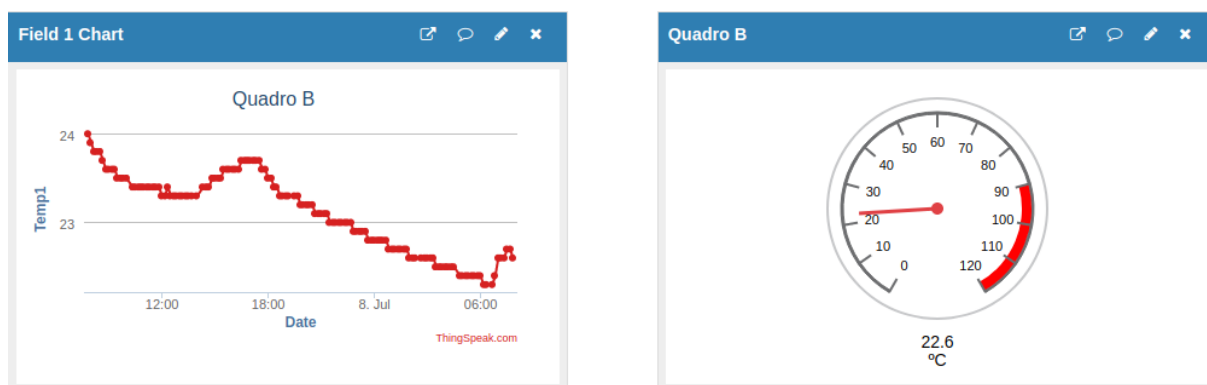 Field 1 Chart
Quadro B
24
23
Temp1
12:00 18:00 8. Jul 06:00
Date
ThingSpeak.com
Quadro B
0
10
20
30
40
50
60
70
80
90
100
110
120
22.6
ºC